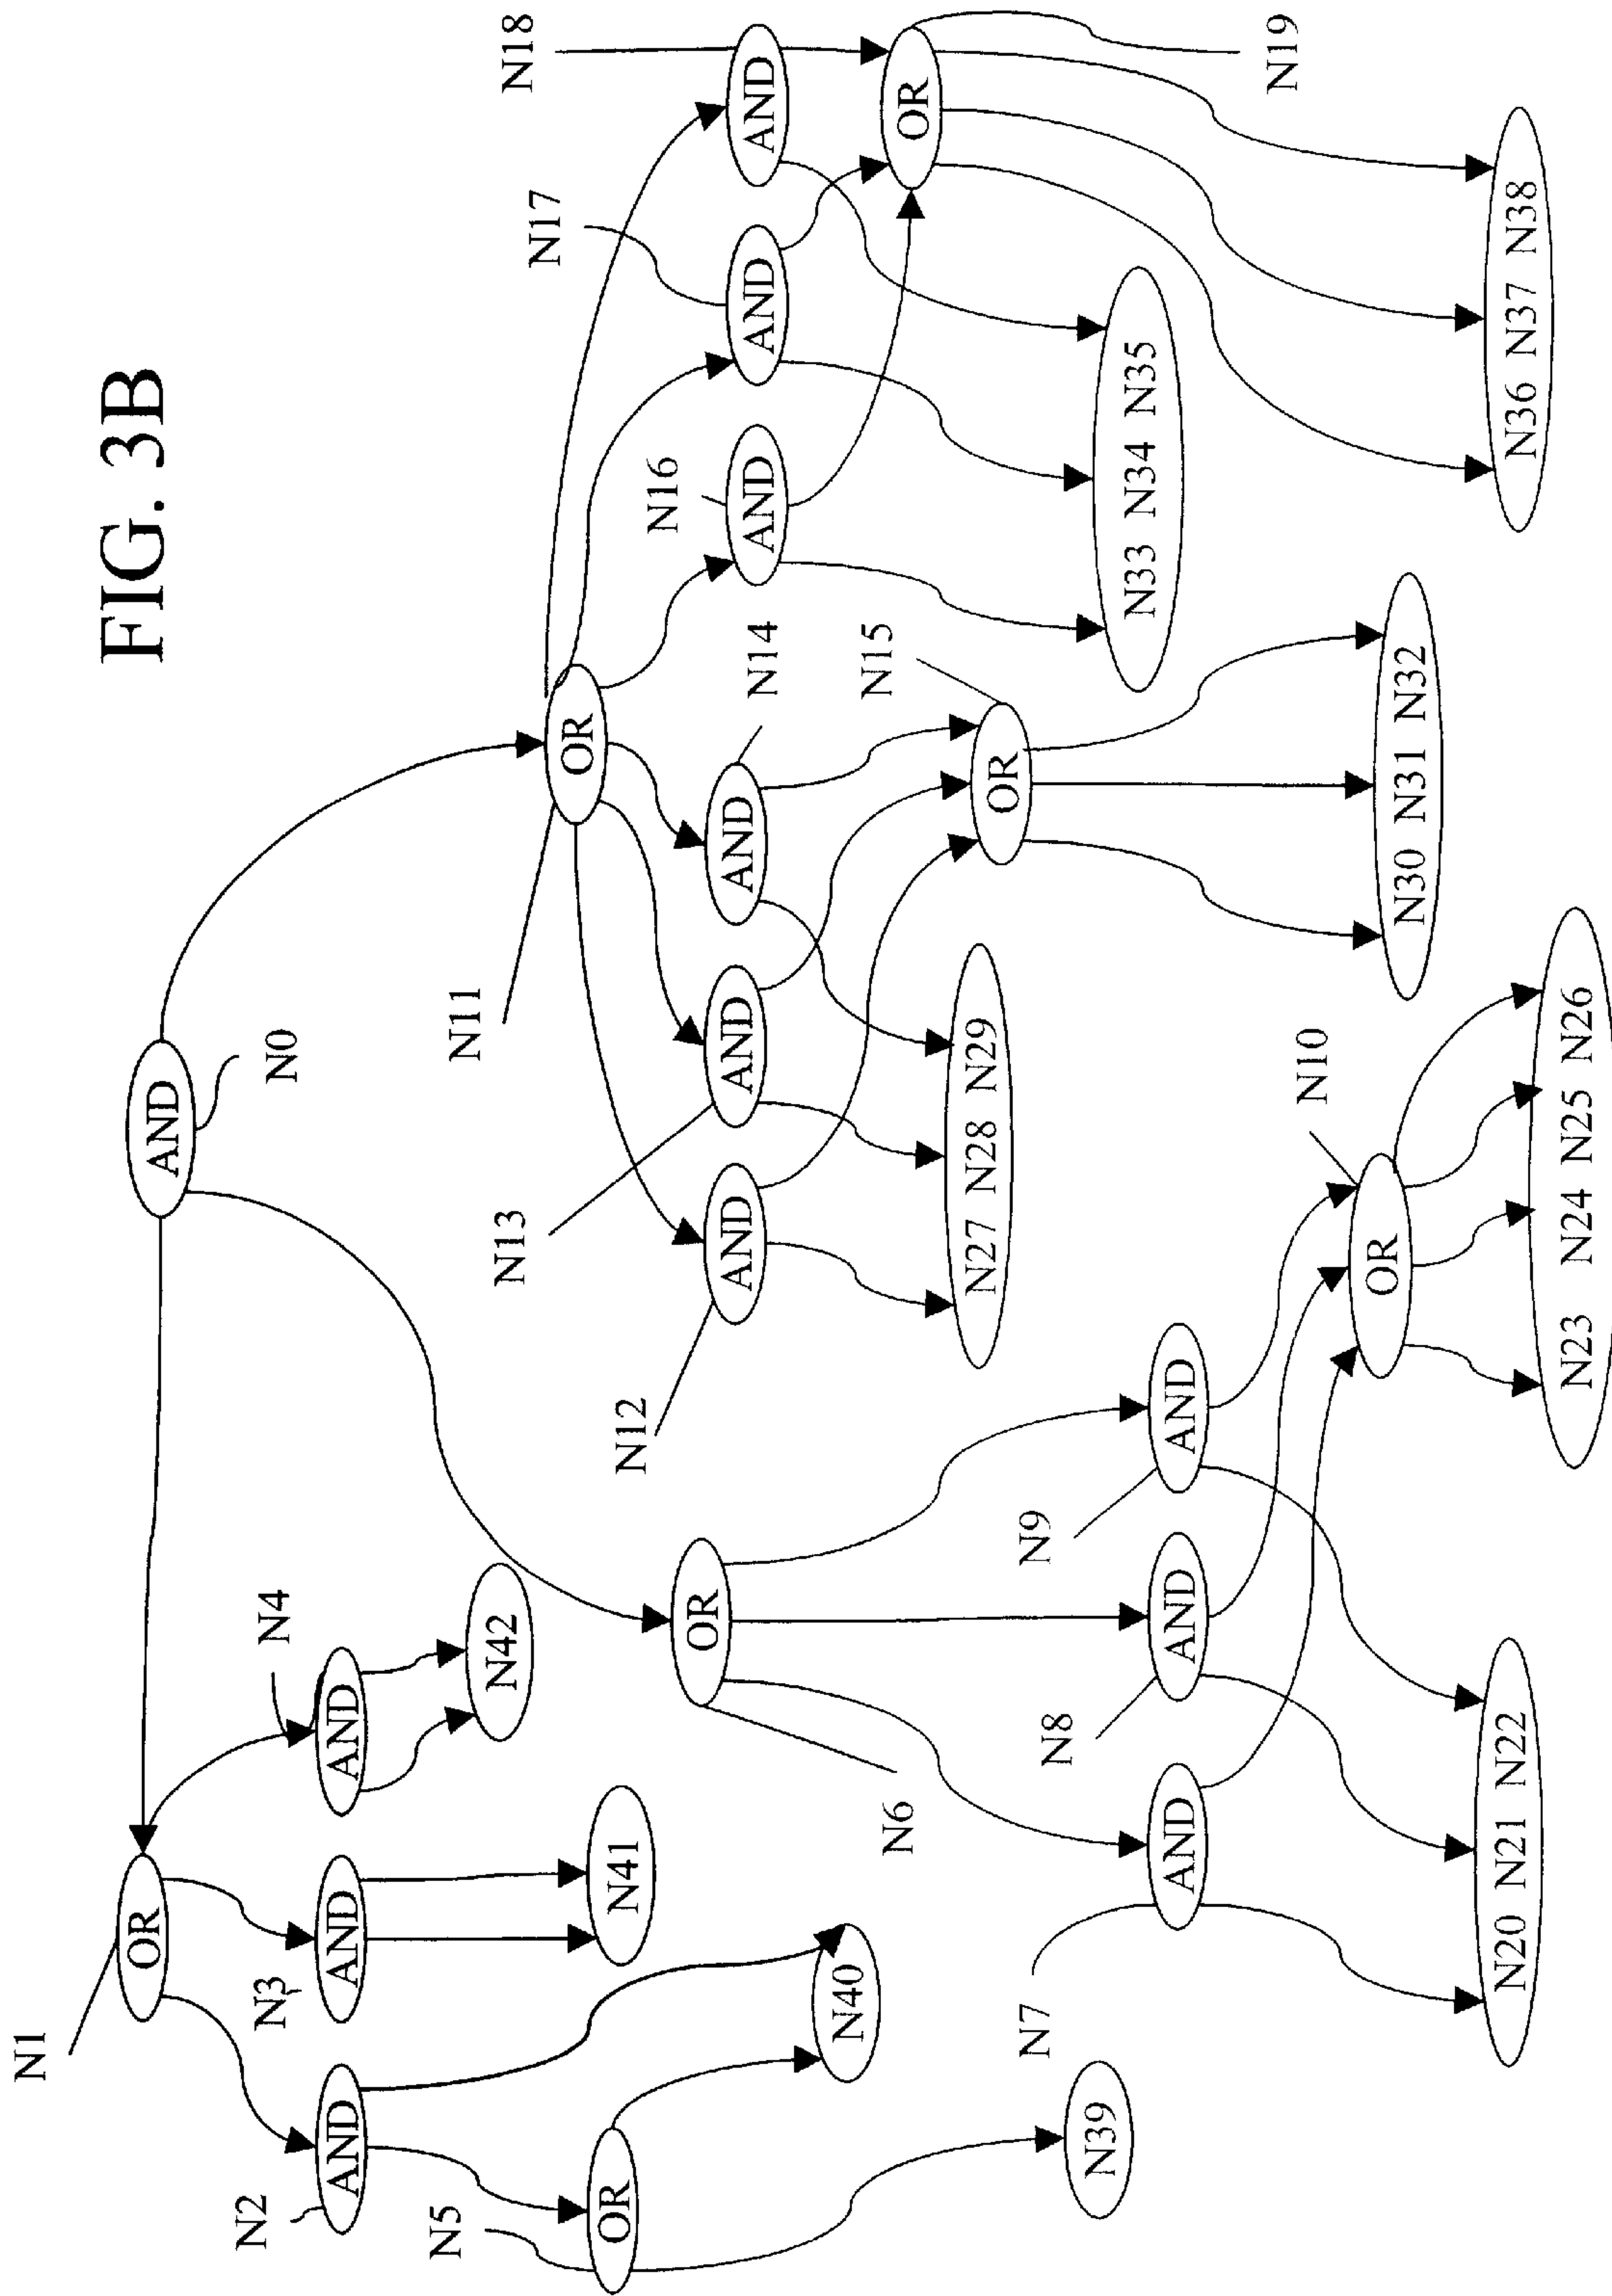 FIG. 3B
AND
N0
N1
OR
N4
N3
N2
AND
AND
AND
N42
N41
N5
OR
N40
N39
N6
OR
N7
N8
N9
AND
AND
AND
N10
OR
N20 N21 N22
N23 N24 N25 N26
N11
OR
N12
N13
N14
AND
AND
AND
N15
OR
N27 N28 N29
N30 N31 N32
N16
N17
N18
AND
AND
AND
OR
N19
N33 N34 N35
N36 N37 N38